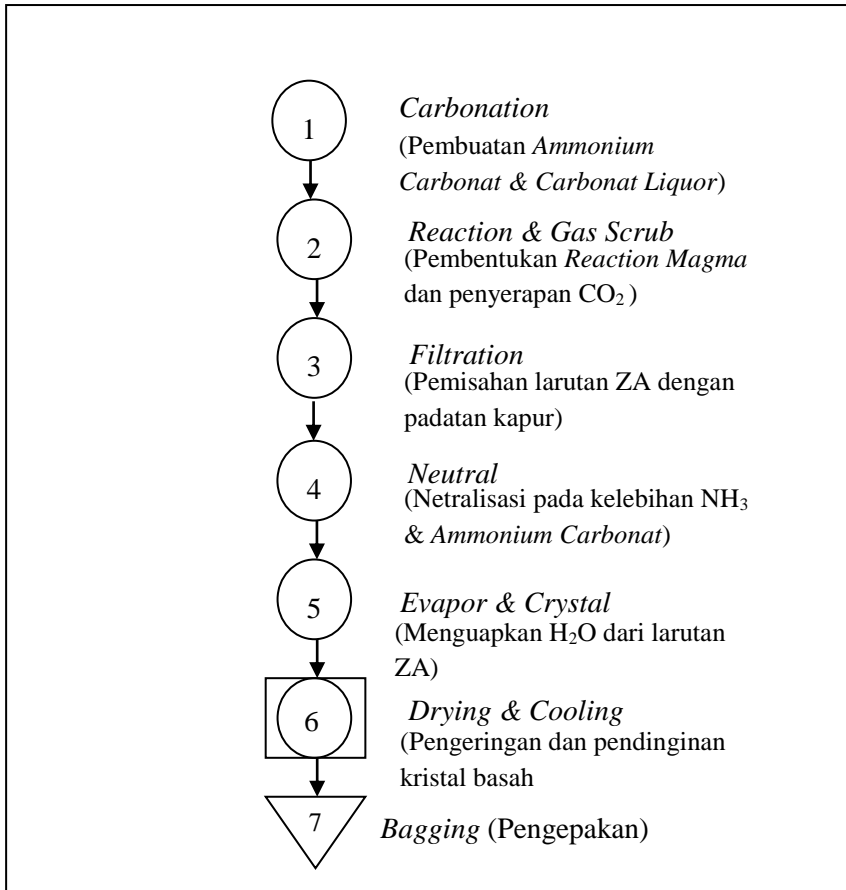 1
Carbonation
(Pembuatan Ammonium
Carbonat & Carbonat Liquor)
2
Reaction & Gas Scrub
(Pembentukan Reaction Magma
dan penyerapan CO₂ )
3
Filtration
(Pemisahan larutan ZA dengan
padatan kapur)
4
Neutral
(Netralisasi pada kelebihan NH₃
& Ammonium Carbonat)
5
Evapor & Crystal
(Menguapkan H₂O dari larutan
ZA)
6
Drying & Cooling
(Pengeringan dan pendinginan
kristal basah
7
Bagging (Pengepakan)